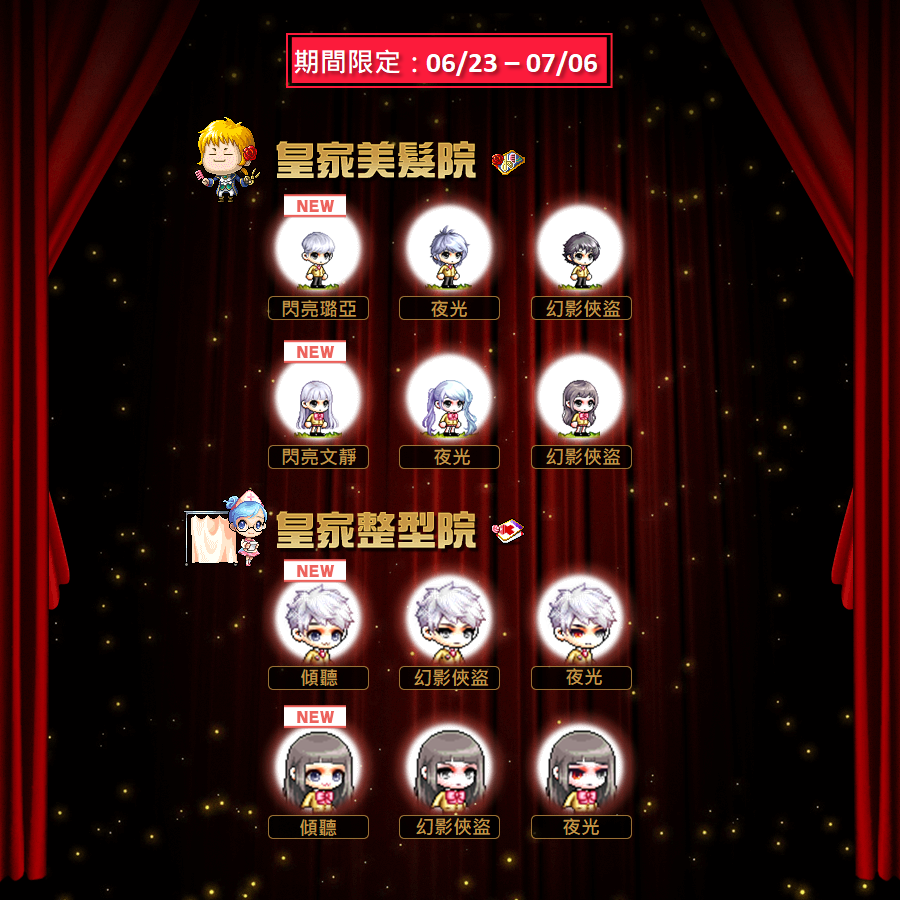 期間限定：06/23 – 07/06
皇家美髮院
NEW
閃亮璐亞
夜光
幻影俠盜
NEW
閃亮文靜
夜光
幻影俠盜
皇家整型院
NEW
傾聽
幻影俠盜
夜光
NEW
傾聽
幻影俠盜
夜光